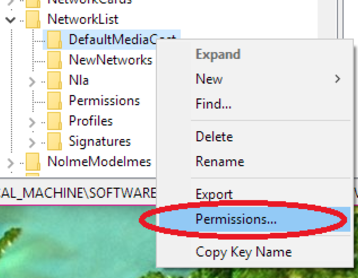 NetworkCards
NetworkList
DefaultMediaCost
NewNetworks
Nla
Permissions
Profiles
Signatures
NoImeModeImes
CAL_MACHINE\SOFTWARE
Expand
New
Find...
Delete
Rename
Export
Permissions...
Copy Key Name